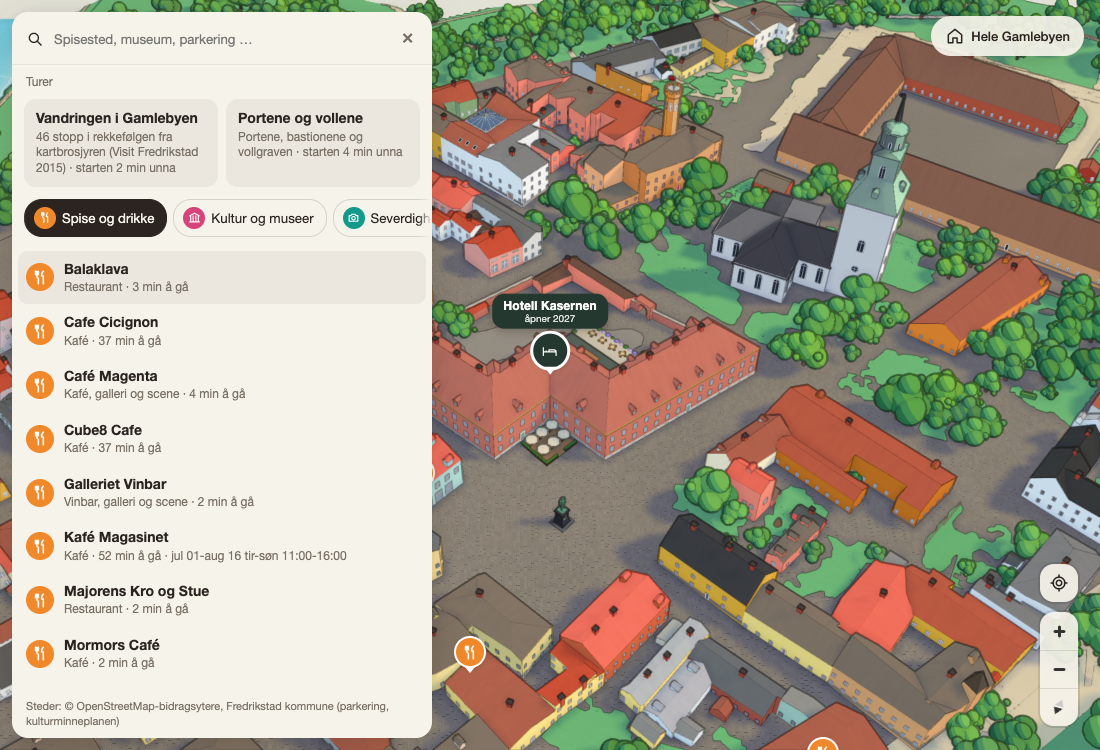 Spisested, museum, parkering …
Hele Gamlebyen
Turer
Vandringen i Gamlebyen
46 stopp i rekkefølgen fra
kartbrosjyren (Visit Fredrikstad
2015) · starten 2 min unna
Portene og vollene
Portene, bastionene og
vollgraven · starten 4 min unna
Spise og drikke
Kultur og museer
Severdigh
Balaklava
Restaurant · 3 min å gå
Cafe Cicignon
Kafé · 37 min å gå
Café Magenta
Kafé, galleri og scene · 4 min å gå
Cube8 Cafe
Kafé · 37 min å gå
Galleriet Vinbar
Vinbar, galleri og scene · 2 min å gå
Kafé Magasinet
Kafé · 52 min å gå · jul 01-aug 16 tir-søn 11:00-16:00
Majorens Kro og Stue
Restaurant · 2 min å gå
Mormors Café
Kafé · 2 min å gå
Steder: © OpenStreetMap-bidragsytere, Fredrikstad kommune (parkering,
kulturminneplanen)
Hotell Kasernen
åpner 2027